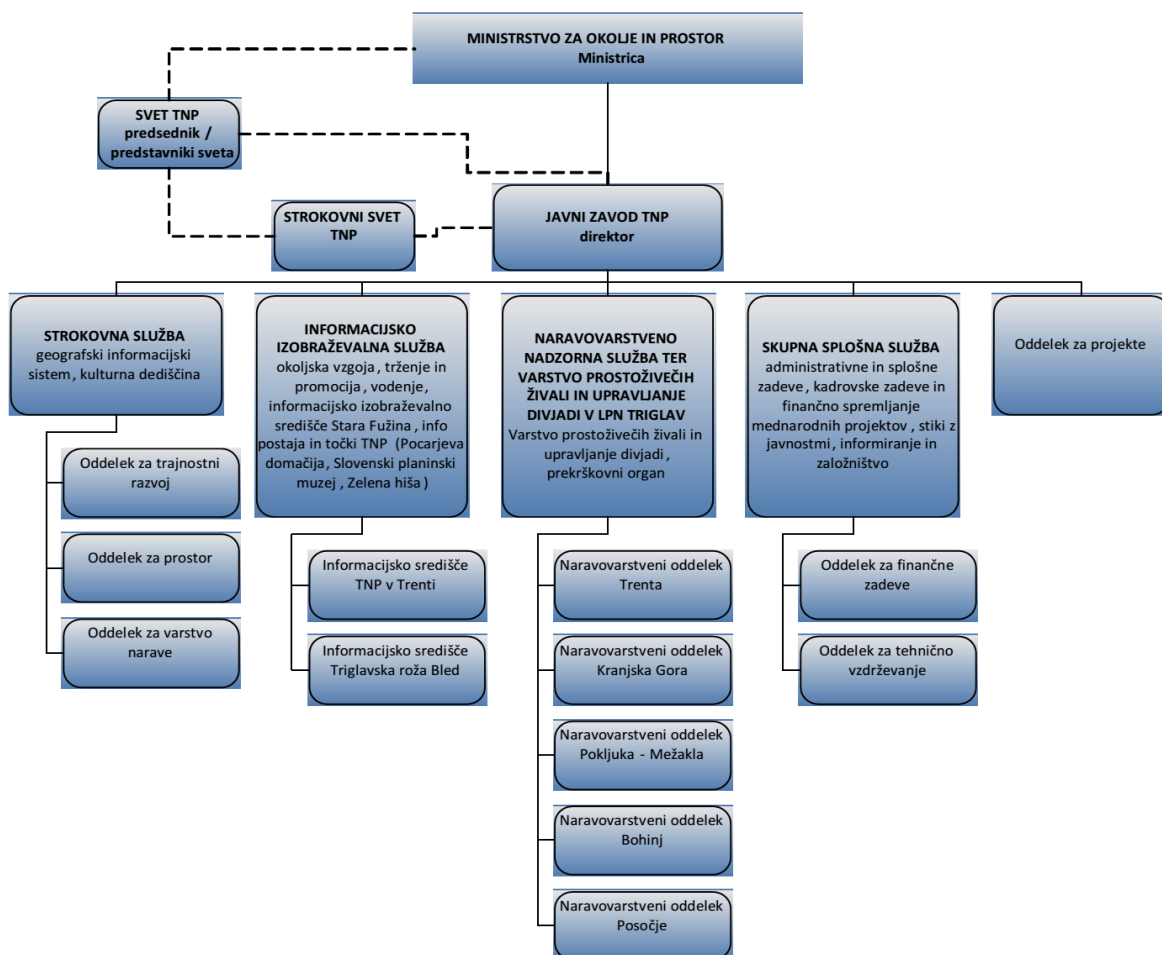 MINISTRSTVO ZA OKOLJE IN PROSTOR
Ministrica
SVET TNP
predsednik /
predstavniki sveta
STROKOVNI SVET
TNP
JAVNI ZAVOD TNP
direktor
STROKOVNA SLUŽBA
geografski informacijski
sistem , kulturna dediščina
Oddelek za trajnostni
razvoj
Oddelek za prostor
Oddelek za varstvo
narave
INFORMACIJSKO
IZOBRAŽEVALNA SLUŽBA
okoljska vzgoja , trženje in
promocija , vodenje ,
informacijsko izobraževalno
središče Stara Fužina , info
postaja in točki TNP (Pocarjeva
domačija, Slovenski planinski
muzej , Zelena hiša )
Informacijsko središče
TNP v Trenti
Informacijsko središče
Triglavska roža Bled
NARAVOVARSTVENO
NADZORNA SLUŽBA TER
VARSTVO PROSTOŽIVEČIH
ŽIVALI IN UPRAVLJANJE
DIVJADI V LPN TRIGLAV
Varstvo prostoživečih živali in
upravljanje divjadi ,
prekrškovni organ
Naravovarstveni oddelek
Trenta
Naravovarstveni oddelek
Kranjska Gora
Naravovarstveni oddelek
Pokljuka - Mežakla
Naravovarstveni oddelek
Bohinj
Naravovarstveni oddelek
Posočje
SKUPNA SPLOŠNA SLUŽBA
administrativne in splošne
zadeve , kadrovske zadeve in
finančno spremljanje
mednarodnih projektov , stiki z
javnostmi , informiranje in
založništvo
Oddelek za finančne
zadeve
Oddelek za tehnično
vzdrževanje
Oddelek za projekte